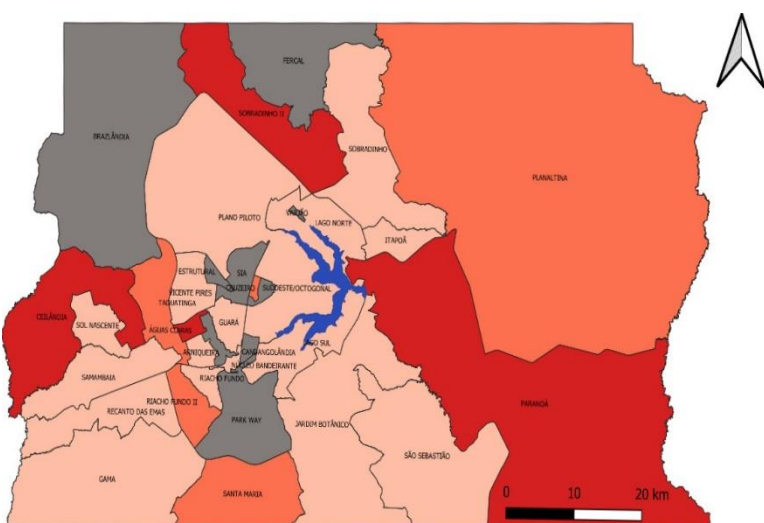 FERCAL
SOBRADINHO II
BRAZLÂNDIA
SOBRADINHO
PLANALTINA
VARJÃO
LAGO NORTE
PLANO PILOTO
ITAPOÃ
ESTRUTURAL
SIA
CRUZEIRO
SUDOESTE/OCTOGONAL
VICENTE PIRES
TAGUATINGA
CEILÂNDIA
SOL NASCENTE
GUARÁ
ÁGUAS CLARAS
LAGO SUL
ARNIQUEIRA
CANDANGOLÂNDIA
NÚCLEO BANDEIRANTE
SAMAMBAIA
RIACHO FUNDO
RIACHO FUNDO II
RECANTO DAS EMAS
PARANOÁ
PARK WAY
JARDIM BOTÂNICO
SÃO SEBASTIÃO
GAMA
SANTA MARIA
0 10 20 km